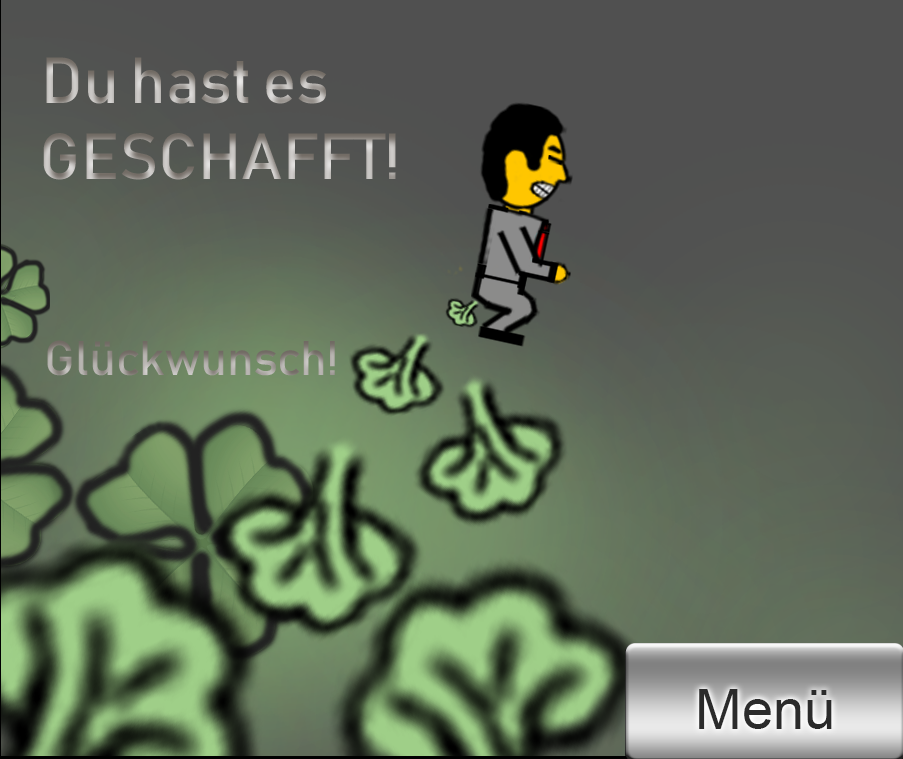 Du hast es
GESCHAFFT!
Glückwunsch!
Menü